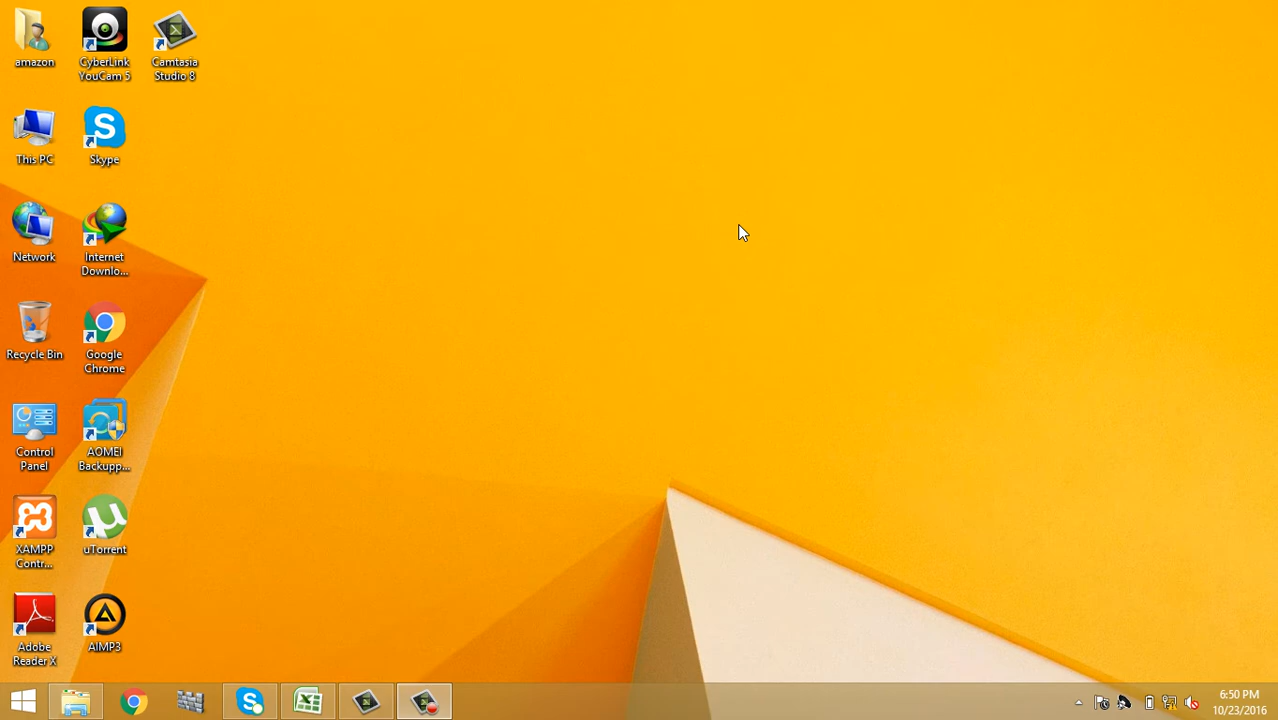 amazon
CyberLink
YouCam 5
Camtasia
Studio 8
This PC
Skype
Network
Internet
Downlo...
Recycle Bin
Google
Chrome
Control
Panel
AOMEI
Backupp...
XAMPP
Contr...
uTorrent
Adobe
Reader X
AIMP3
6:50 PM
10/23/2016